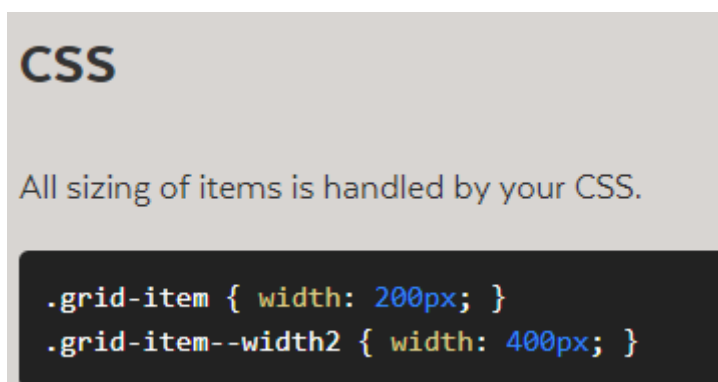 CSS
All sizing of items is handled by your CSS.
.grid-item { width: 200px; }
.grid-item--width2 { width: 400px; }